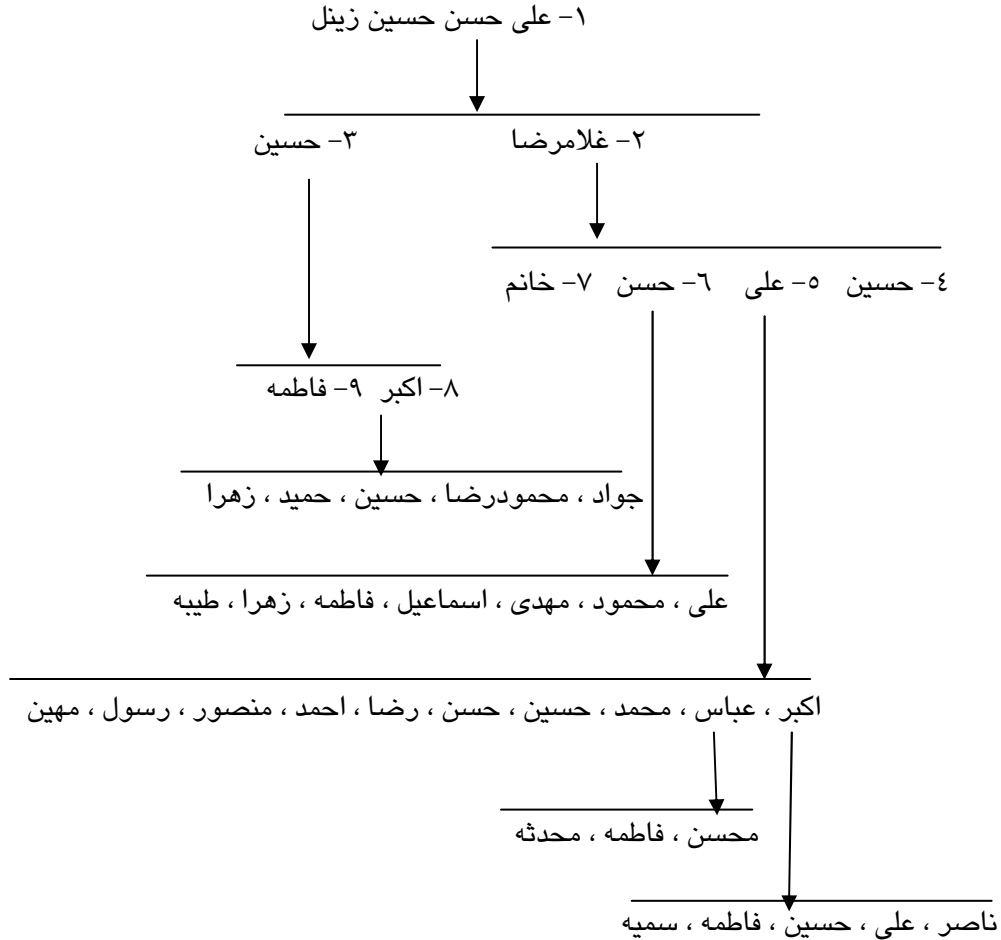 ١- علی حسن حسین زینل
٢- غلامرضا ٣- حسین
٤- حسین ٥- علی ٦- حسن ٧- خانم
٨- اکبر ٩- فاطمه
جواد ، محمودرضا ، حسین ، حمید ، زهرا
علی ، محمود ، مهدی ، اسماعیل ، فاطمه ، زهرا ، طیبه
اکبر ، عباس ، محمد ، حسین ، حسن ، رضا ، احمد ، منصور ، رسول ، مهین
محسن ، فاطمه ، محدثه
ناصر ، علی ، حسین ، فاطمه ، سمیه